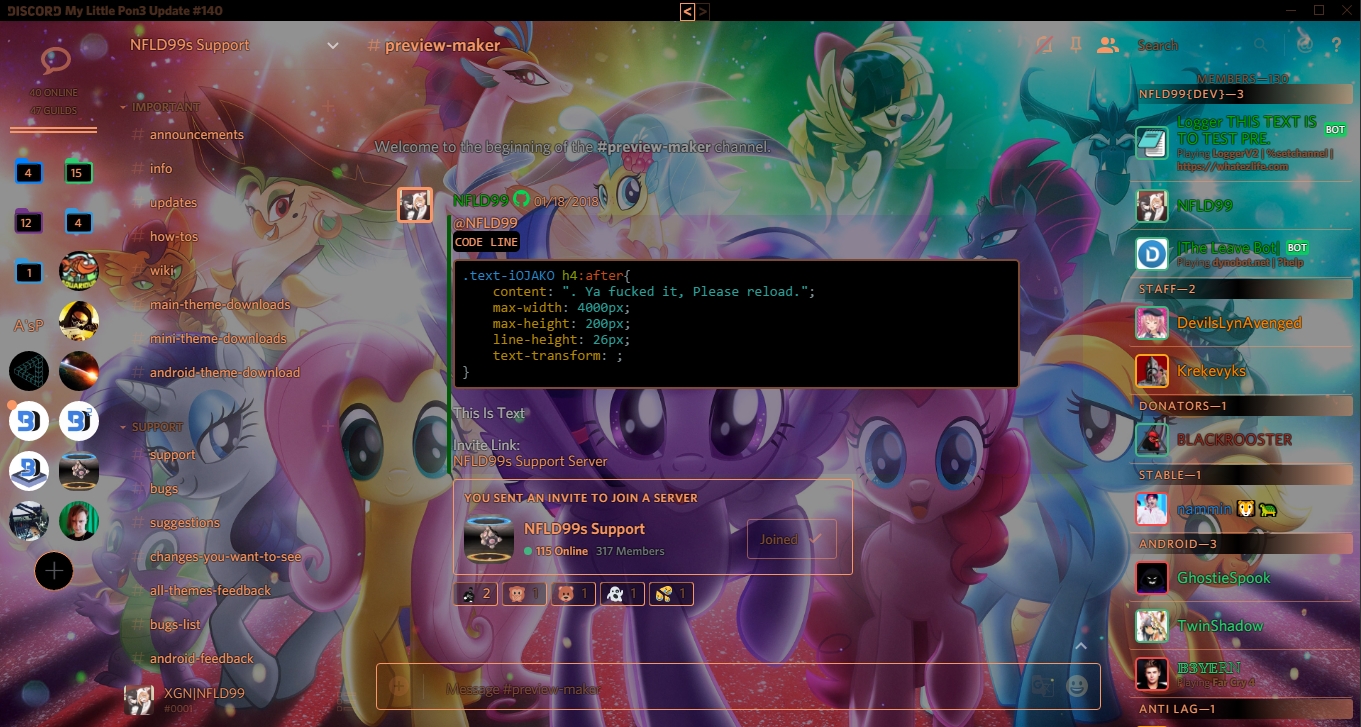 DISCORD My Little Pon3 Update #140
< >
NFLD99s Support
# preview-maker
Search
?
40 ONLINE
47 GUILDS
4
15
12
4
1
A'sP
IMPORTANT
# announcements
# info
# updates
# how-tos
# wiki
# main-theme-downloads
# mini-theme-downloads
# android-theme-download
SUPPORT
# support
# bugs
# suggestions
# changes-you-want-to-see
# all-themes-feedback
# bugs-list
# android-feedback
XGN|NFLD99
#0001
Welcome to the beginning of the #preview-maker channel.
NFLD99 01/18/2018
@NFLD99
CODE LINE
.text-iOJAKO h4:after{
content: ". Ya fucked it, Please reload.";
max-width: 4000px;
max-height: 200px;
line-height: 26px;
text-transform: ;
}
This Is Text
Invite Link:
NFLD99s Support Server
YOU SENT AN INVITE TO JOIN A SERVER
NFLD99s Support
115 Online 317 Members
Joined
2 1 1 1 1
Message #preview-maker
MEMBERS—130
NFLD99{DEV}—3
Logger THIS TEXT IS
TO TEST PRE. BOT
Playing LoggerV2 | %setchannel |
https://whatezlife.com
NFLD99
[The Leave Bot] BOT
Playing dynobot.net | ?help
STAFF—2
DevilsLynAvenged
Krekevyks
DONATORS—1
BLACKROOSTER
STABLE—1
nammin
ANDROID—3
GhostieSpook
TwinShadow
Playing Far Cry 4
ANTI LAG—1